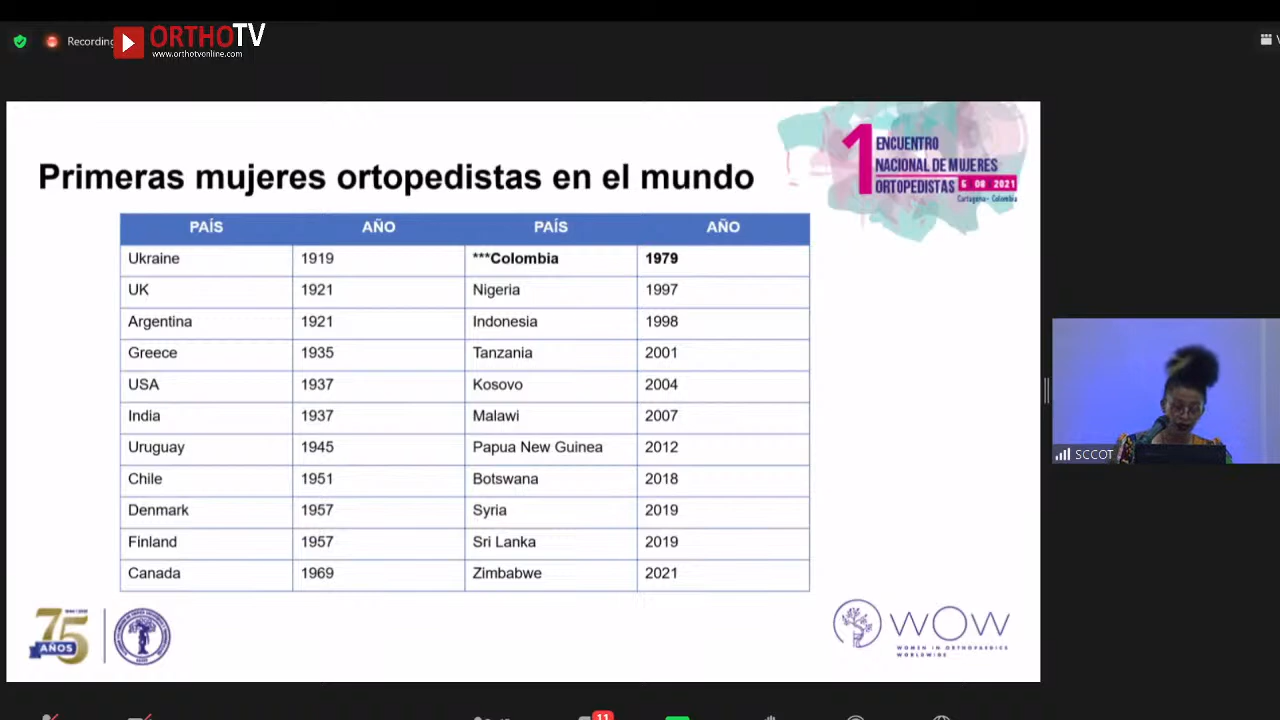 Recording
ORTHOTV
www.orthotvonline.com
1 ENCUENTRO
NACIONAL DE MUJERES
ORTOPEDISTAS 5 08 2021
Cartagena - Colombia
Primeras mujeres ortopedistas en el mundo
PAÍS AÑO PAÍS AÑO
Ukraine 1919 ***Colombia 1979
UK 1921 Nigeria 1997
Argentina 1921 Indonesia 1998
Greece 1935 Tanzania 2001
USA 1937 Kosovo 2004
India 1937 Malawi 2007
Uruguay 1945 Papua New Guinea 2012
Chile 1951 Botswana 2018
Denmark 1957 Syria 2019
Finland 1957 Sri Lanka 2019
Canada 1969 Zimbabwe 2021
SCCOT
75
AÑOS
WOW
WOMEN IN ORTHOPAEDICS
WORLDWIDE
11